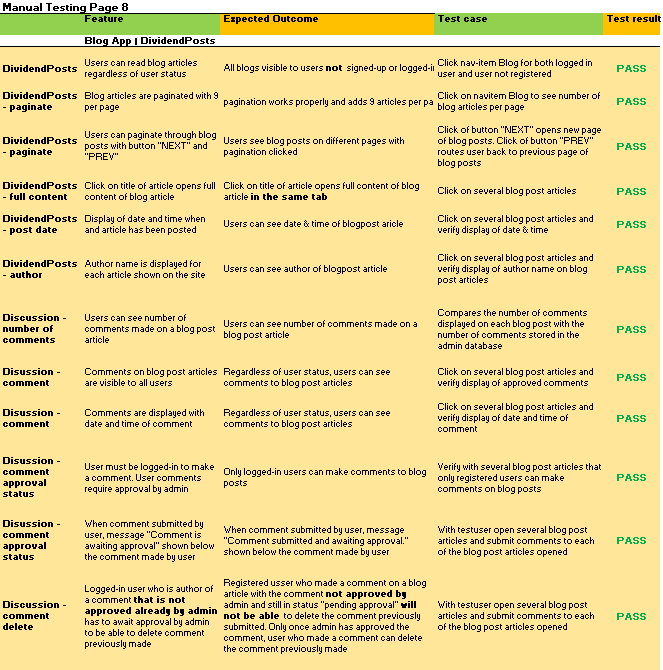 Manual Testing Page 8
Feature Expected Outcome Test case Test result
Blog App | DividendPosts
DividendPosts
Users can read blog articles
regardless of user status
All blogs visible to users not signed-up or logged-in
Click nav-item Blog for both logged in
user and user not registered
PASS
DividendPosts
- paginate
Blog articles are paginated with 9
per page
pagination works properly and adds 9 articles per pa
Click on navitem Blog to see number of
blog articles per page
PASS
DividendPosts
- paginate
Users can paginate through blog
posts with button "NEXT" and
"PREV"
Users see blog posts on different pages with
pagination clicked
Click of button "NEXT" opens new page
of blog posts. Click of button "PREV"
routes user back to previous page of
blog posts
PASS
DividendPosts
- full content
Click on title of article opens full
content of blog article
Click on title of article opens full content of blog
article in the same tab
Click on several blog post articles
PASS
DividendPosts
- post date
Display of date and time when
and article has been posted
Users can see date & time of blogpost aricle
Click on several blog post articles and
verify display of date & time
PASS
DividendPosts
- author
Author name is displayed for
each article shown on the site
Users can see author of blogpost article
Click on several blog post articles and
verify display of author name on blog
post articles
PASS
Discussion -
number of
comments
Users can see number of
comments made on a blog post
article
Users can see number of comments made on a
blog post article
Compares the number of comments
displayed on each blog post with the
number of comments stored in the
admin database
PASS
Disussion -
comment
Comments on blog post articles
are visible to all users
Regardless of user status, users can see
comments to blog post articles
Click on several blog post articles and
verify display of approved comments
PASS
Disussion -
comment
Comments are displayed with
date and time of comment
Regardless of user status, users can see
comments to blog post articles
Click on several blog post articles and
verify display of date and time of
comment
PASS
Disussion -
comment
approval
status
User must be logged-in to make
a comment. User comments
require approval by admin
Only logged-in users can make comments to blog
posts
Verify with several blog post articles that
only registered users can make
comments on blog posts
PASS
Disussion -
comment
approval
status
When comment submitted by
user, message "Comment is
awaiting approval" shown below
the comment made by user
When comment submitted by user, message
"Comment submitted and awaiting approval."
shown below the comment made by user
With testuser open several blog post
articles and submit comments to each
of the blog post articles opened
PASS
Discussion -
comment
delete
Logged-in user who is author of
a comment that is not
approved already by admin
has to await approval by admin
to be able to delete comment
previously made
Registered usser who made a comment on a blog
article with the comment not approved by
admin and still in status "pending approval" will
not be able to delete the comment previously
submitted. Only once admin has approved the
comment, user who made a comment can delete
the comment previously made
With testuser open several blog post
articles and submit comments to each
of the blog post articles opened
PASS